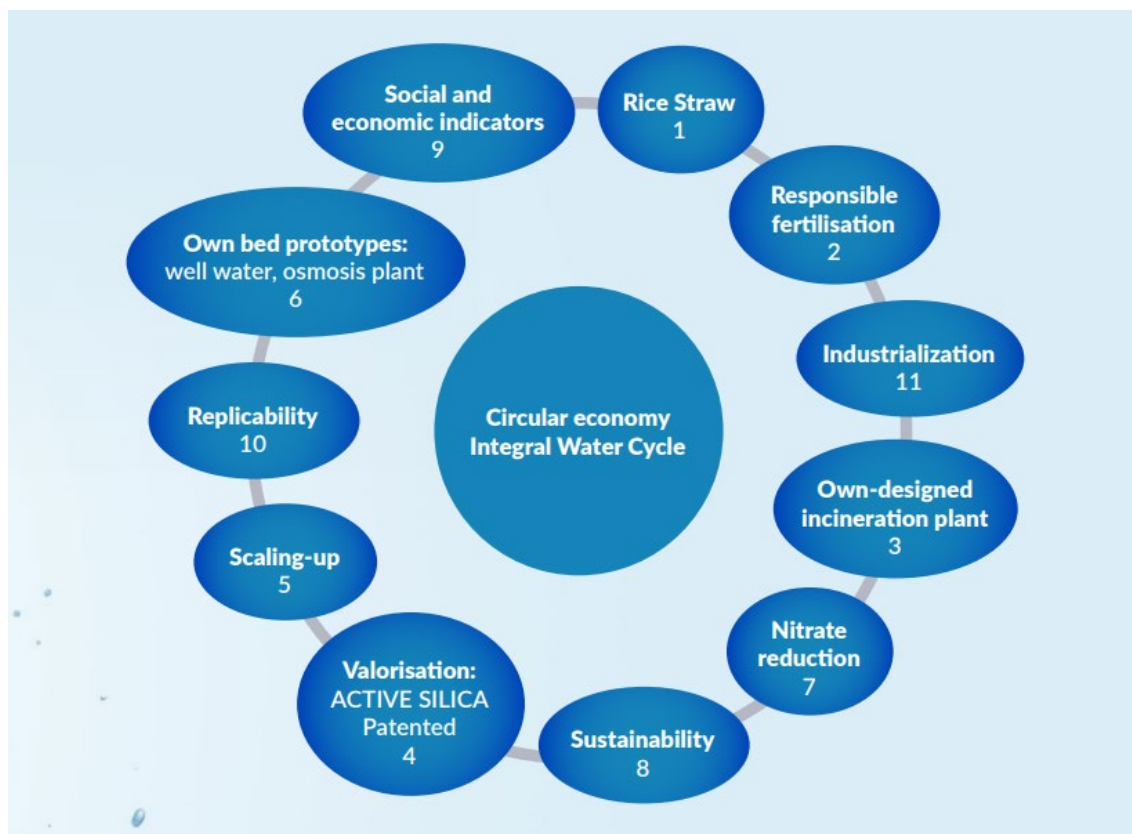 Social and
economic indicators
9
Rice Straw
1
Responsible
fertilisation
2
Industrialization
11
Own-designed
incineration plant
3
Nitrate
reduction
7
Sustainability
8
Valorisation:
ACTIVE SILICA
Patented
4
Scaling-up
5
Replicability
10
Own bed prototypes:
well water, osmosis plant
6
Circular economy
Integral Water Cycle